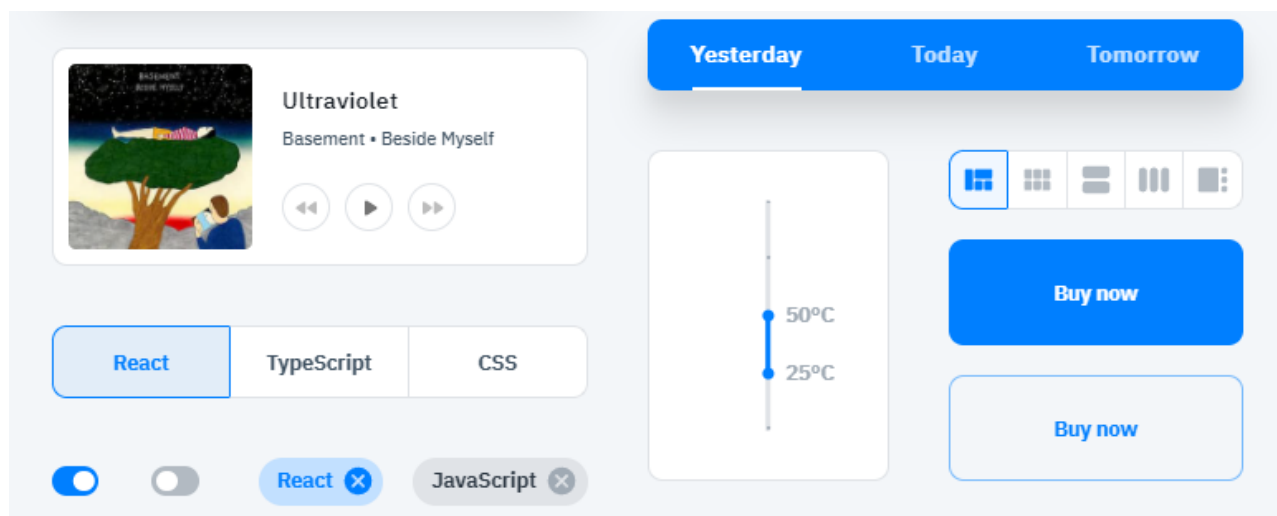 BASEMENT
BESIDE MYSELF
Ultraviolet
Basement • Beside Myself
React
TypeScript
CSS
React
JavaScript
Yesterday
Today
Tomorrow
50°C
25°C
Buy now
Buy now